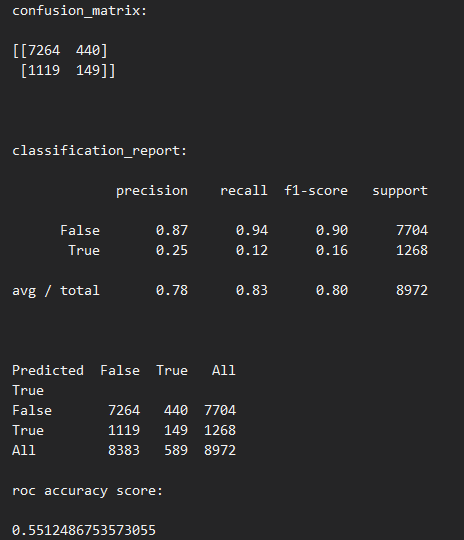 confusion_matrix:
[[7264 440]
[1119 149]]
classification_report:
precision recall f1-score support
False 0.87 0.94 0.90 7704
True 0.25 0.12 0.16 1268
avg / total 0.78 0.83 0.80 8972
Predicted False True All
True
False 7264 440 7704
True 1119 149 1268
All 8383 589 8972
roc accuracy score:
0.5512486753573055